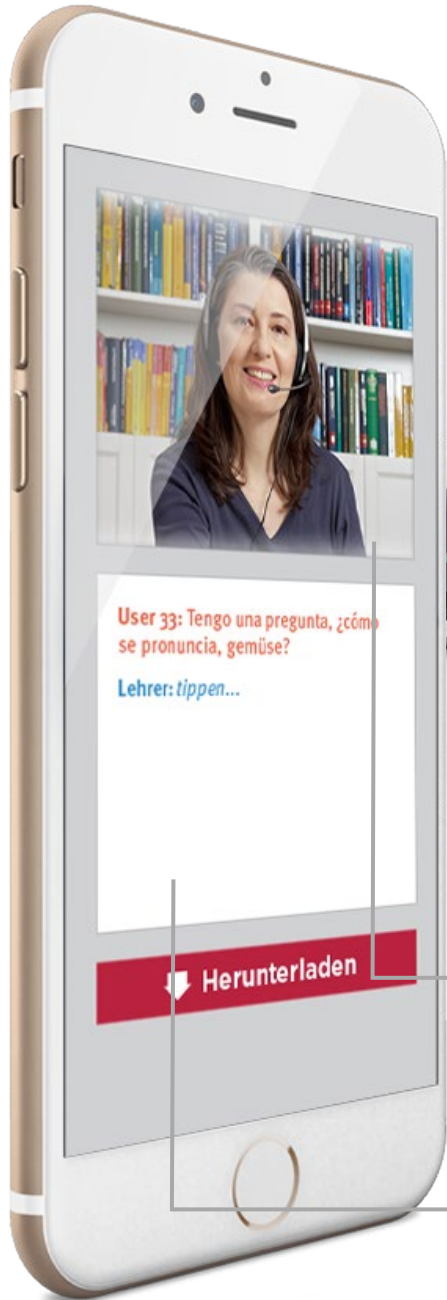 User 33: Tengo una pregunta, ¿cómo
se pronuncia, gemüse?
Lehrer: tippen...
Herunterladen